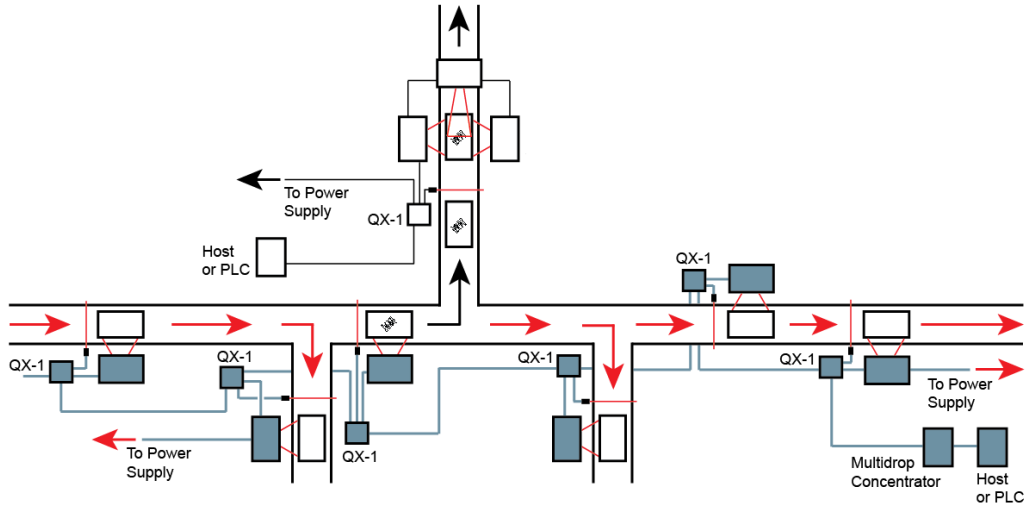 To Power
Supply
QX-1
Host
or PLC
QX-1
QX-1
QX-1
QX-1
QX-1
QX-1
To Power
Supply
To Power
Supply
Multidrop
Concentrator
Host
or PLC